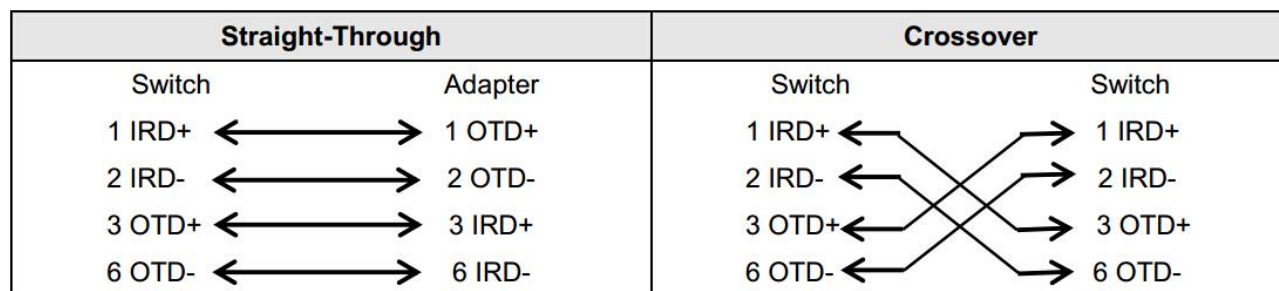 Straight-Through Crossover
Switch Adapter Switch Switch
1 IRD+ 1 OTD+ 1 IRD+ 1 IRD+
2 IRD- 2 OTD- 2 IRD- 2 IRD-
3 OTD+ 3 IRD+ 3 OTD+ 3 OTD+
6 OTD- 6 IRD- 6 OTD- 6 OTD-